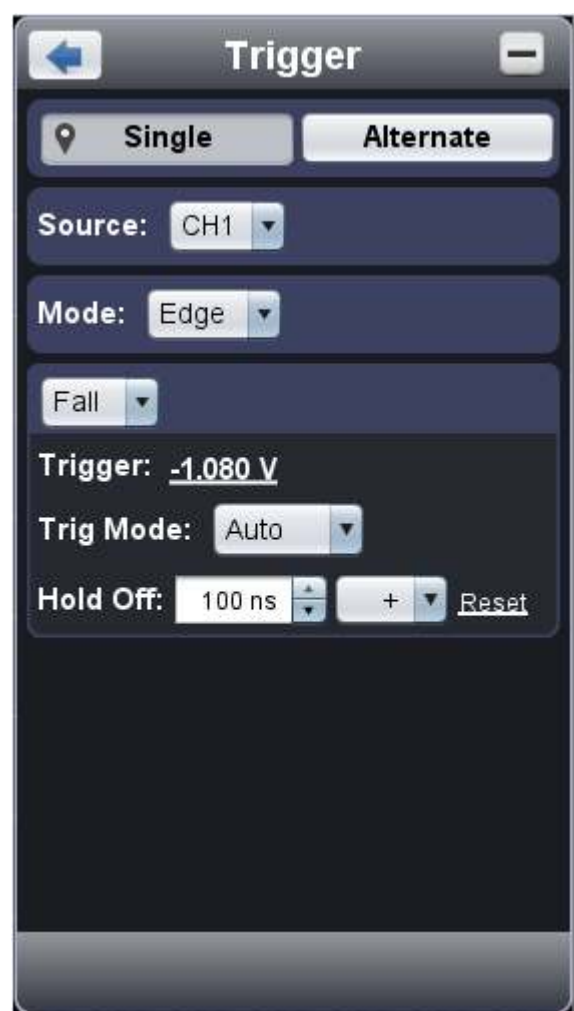 Trigger
Single Alternate
Source: CH1
Mode: Edge
Fall
Trigger: -1.080 V
Trig Mode: Auto
Hold Off: 100 ns + Reset